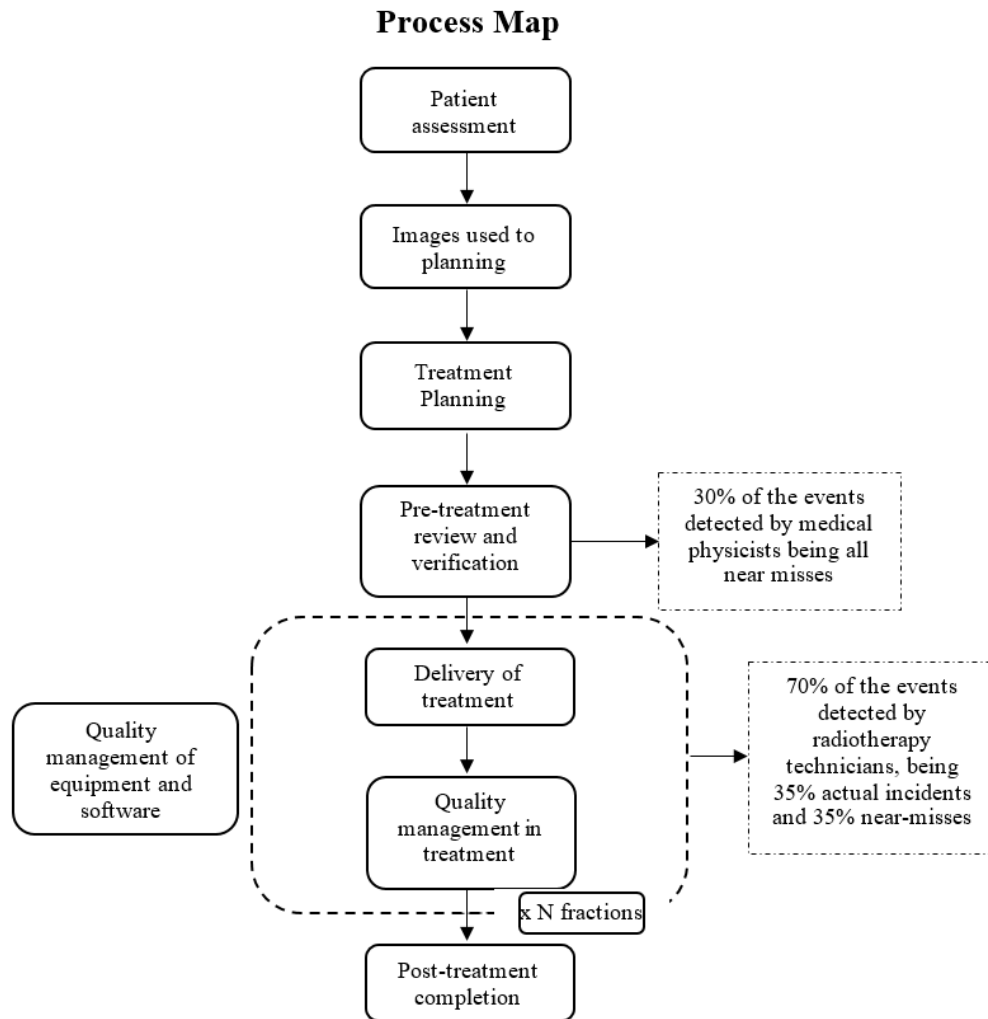 Process Map
Patient
assessment
Images used to
planning
Treatment
Planning
Pre-treatment
review and
verification
30% of the events
detected by medical
physicists being all
near misses
Delivery of
treatment
Quality
management of
equipment and
software
70% of the events
detected by
radiotherapy
technicians, being
35% actual incidents
and 35% near-misses
Quality
management in
treatment
x N fractions
Post-treatment
completion